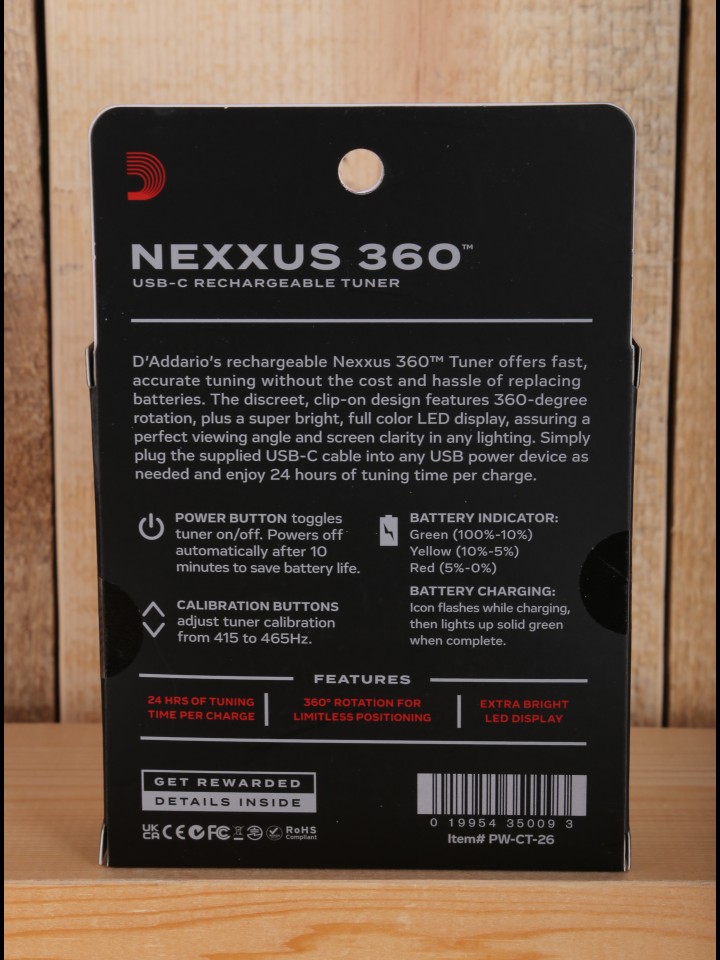 NEXXUS 360™
USB-C RECHARGEABLE TUNER
D'Addario's rechargeable Nexxus 360™ Tuner offers fast,
accurate tuning without the cost and hassle of replacing
batteries. The discreet, clip-on design features 360-degree
rotation, plus a super bright, full color LED display, assuring a
perfect viewing angle and screen clarity in any lighting. Simply
plug the supplied USB-C cable into any USB power device as
needed and enjoy 24 hours of tuning time per charge.
POWER BUTTON toggles
tuner on/off. Powers off
automatically after 10
minutes to save battery life.
CALIBRATION BUTTONS
adjust tuner calibration
from 415 to 465Hz.
BATTERY INDICATOR:
Green (100%-10%)
Yellow (10%-5%)
Red (5%-0%)
BATTERY CHARGING:
Icon flashes while charging,
then lights up solid green
when complete.
FEATURES
24 HRS OF TUNING
TIME PER CHARGE
360° ROTATION FOR
LIMITLESS POSITIONING
EXTRA BRIGHT
LED DISPLAY
GET REWARDED
DETAILS INSIDE
UK
CA CE FC RoHS
Compliant
0 19954 35009 3
Item# PW-CT-26